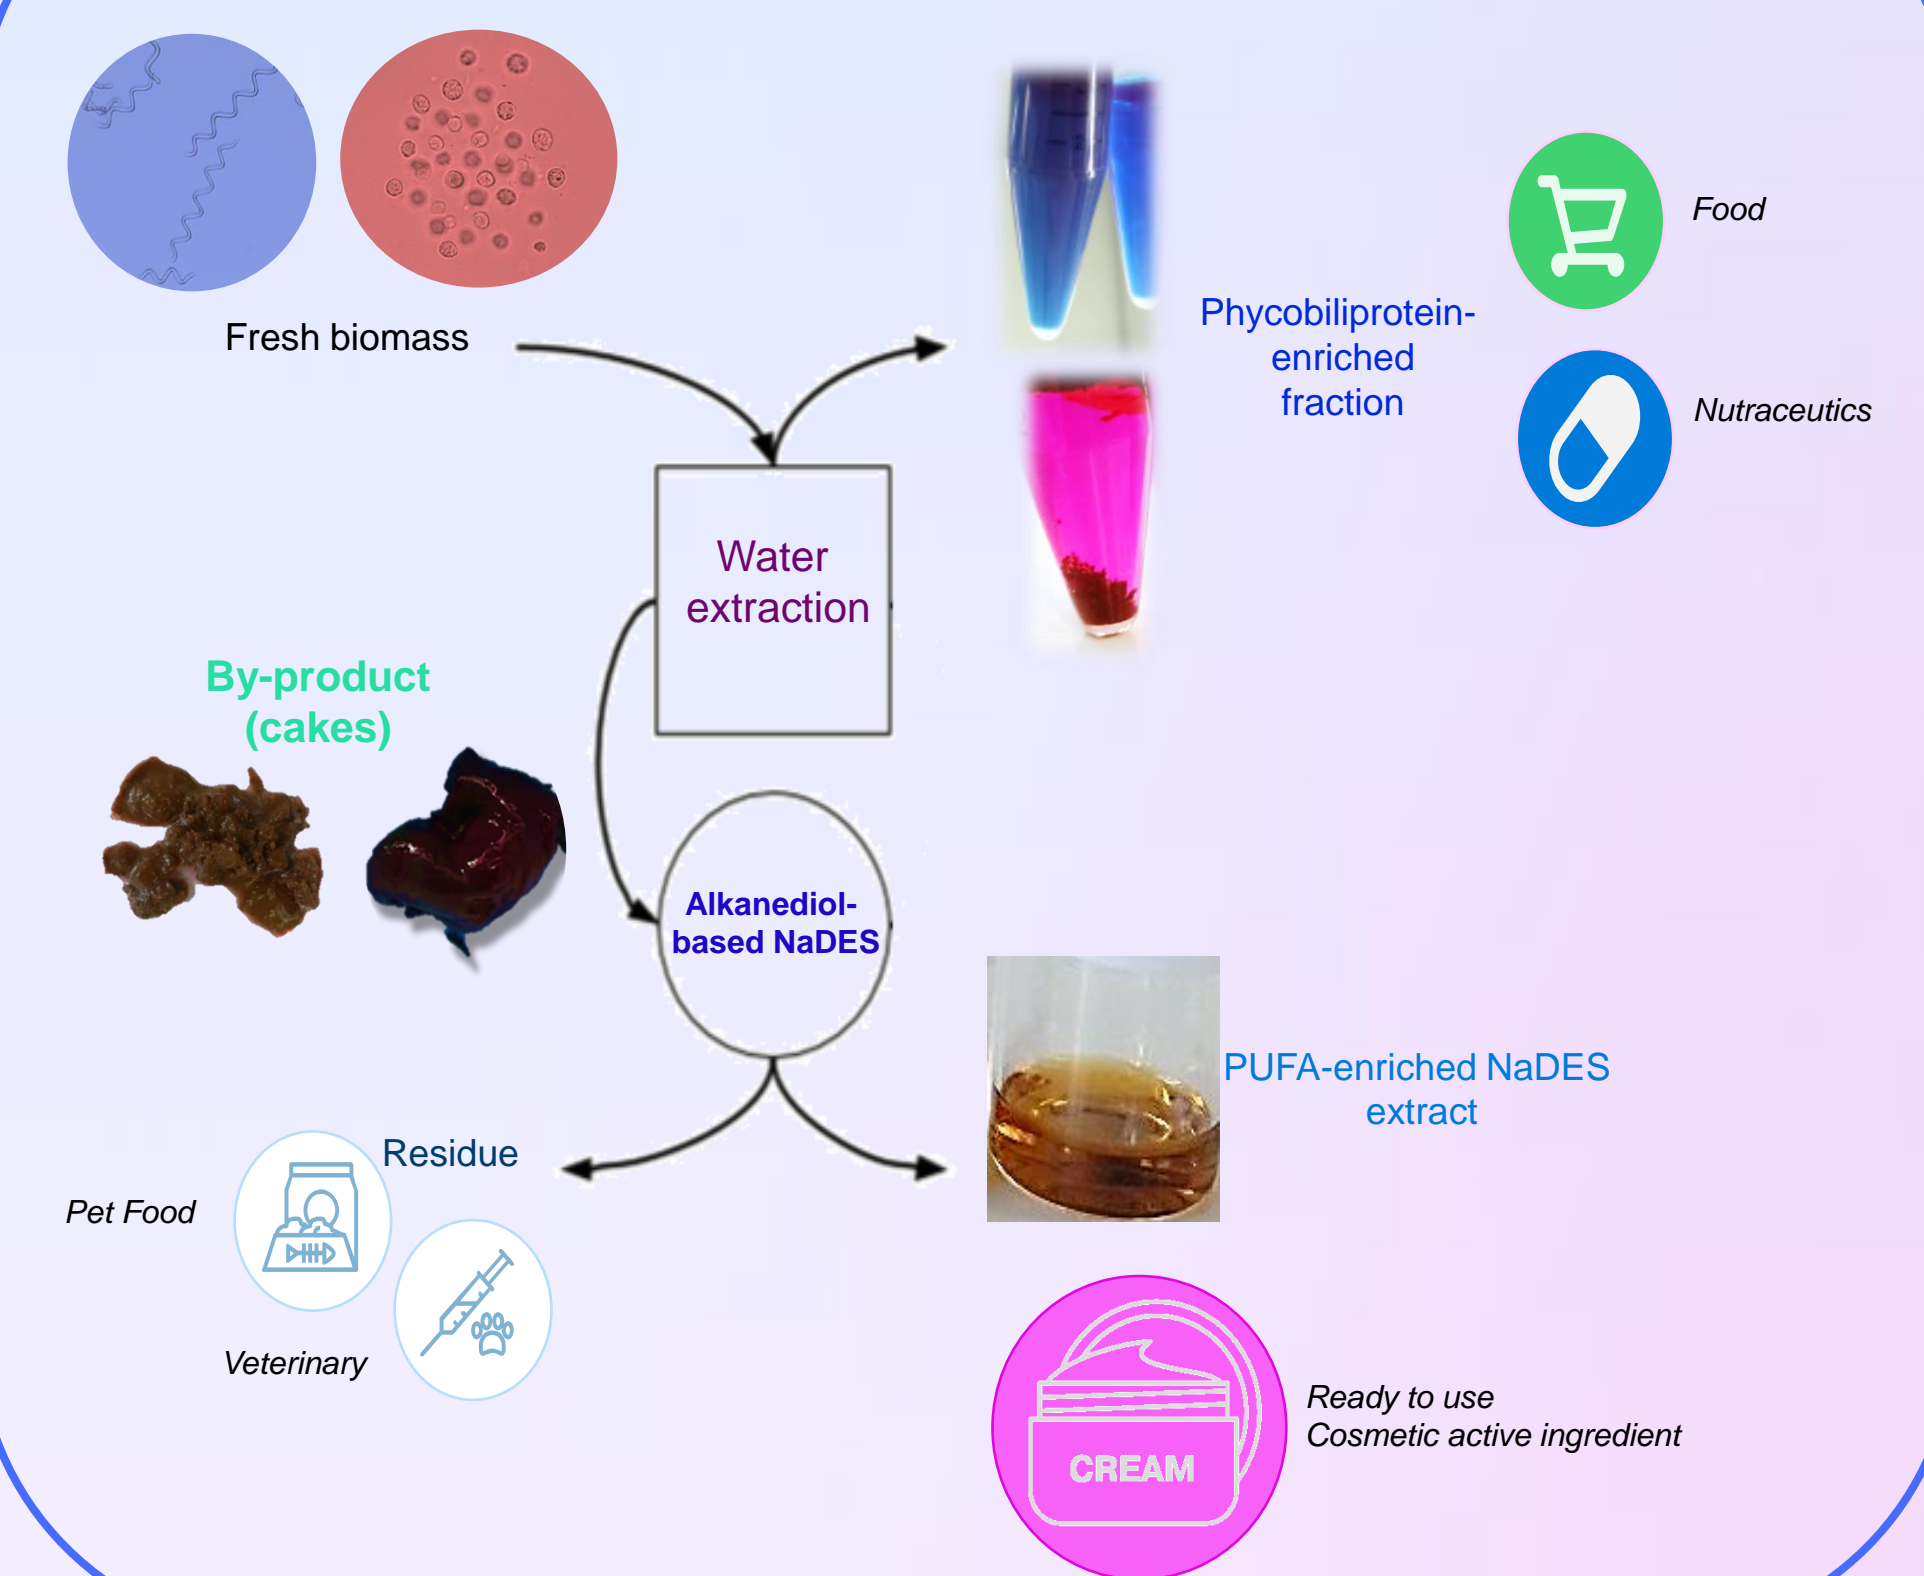 Fresh biomass
Phycobiliprotein-
enriched
fraction
Food
Nutraceutics
Water
extraction
By-product
(cakes)
Alkanediol-
based NaDES
PUFA-enriched NaDES
extract
Residue
Pet Food
Veterinary
CREAM
Ready to use
Cosmetic active ingredient